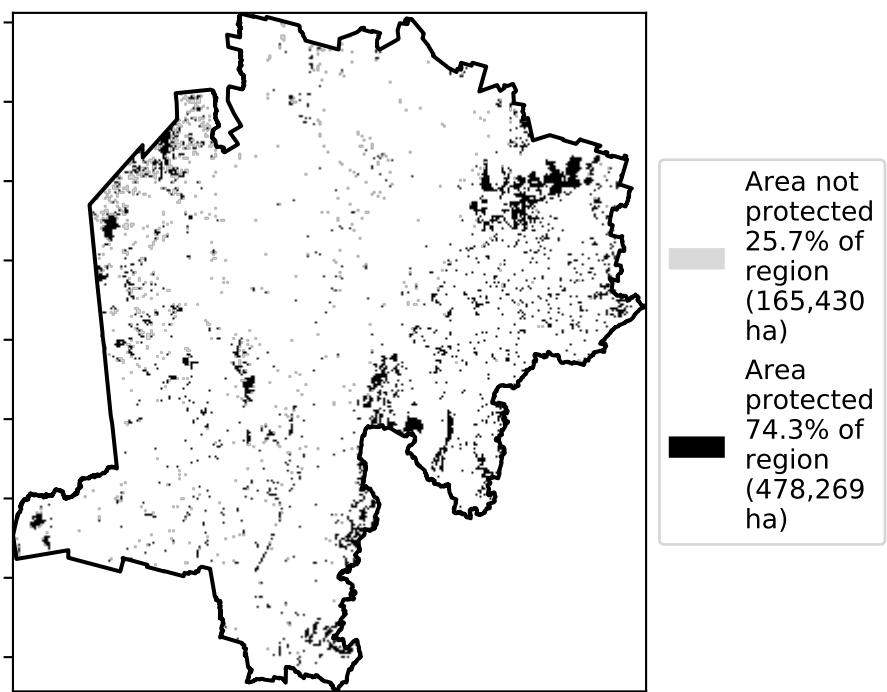 Area not
protected
25.7% of
region
(165,430
ha)
Area
protected
74.3% of
region
(478,269
ha)